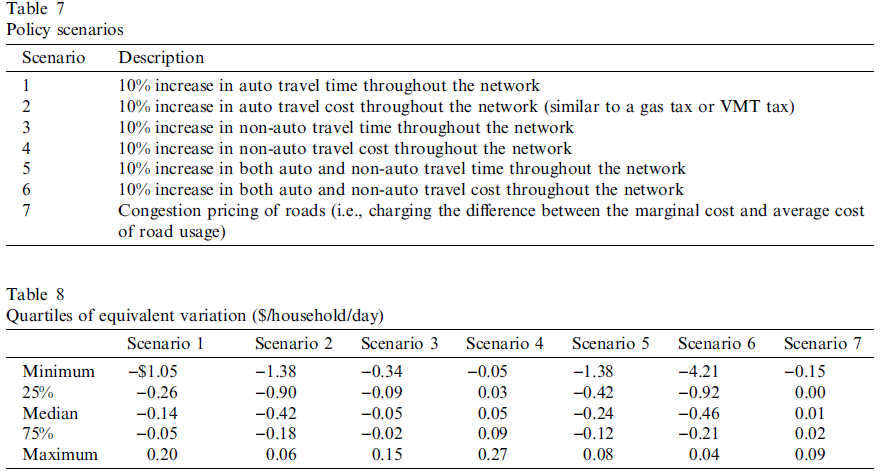 Table 7
Policy scenarios
Scenario Description
1 10% increase in auto travel time throughout the network
2 10% increase in auto travel cost throughout the network (similar to a gas tax or VMT tax)
3 10% increase in non-auto travel time throughout the network
4 10% increase in non-auto travel cost throughout the network
5 10% increase in both auto and non-auto travel time throughout the network
6 10% increase in both auto and non-auto travel cost throughout the network
7 Congestion pricing of roads (i.e., charging the difference between the marginal cost and average cost
of road usage)
Table 8
Quartiles of equivalent variation ($/household/day)
Scenario 1 Scenario 2 Scenario 3 Scenario 4 Scenario 5 Scenario 6 Scenario 7
Minimum −$1.05 −1.38 −0.34 −0.05 −1.38 −4.21 −0.15
25% −0.26 −0.90 −0.09 0.03 −0.42 −0.92 0.00
Median −0.14 −0.42 −0.05 0.05 −0.24 −0.46 0.01
75% −0.05 −0.18 −0.02 0.09 −0.12 −0.21 0.02
Maximum 0.20 0.06 0.15 0.27 0.08 0.04 0.09